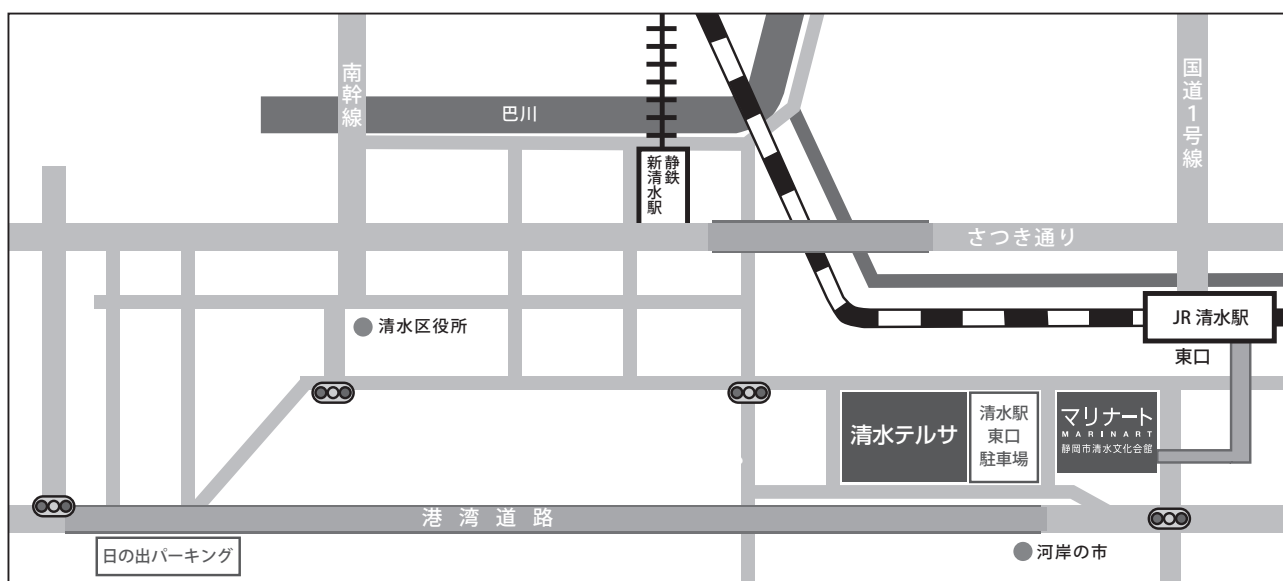 南幹線
巴川
静鉄
新清水駅
国道1号線
さつき通り
清水区役所
JR 清水駅
東口
清水テルサ
清水駅
東口
駐車場
マリナート
MARINART
静岡市清水文化会館
港湾道路
日の出パーキング
河岸の市